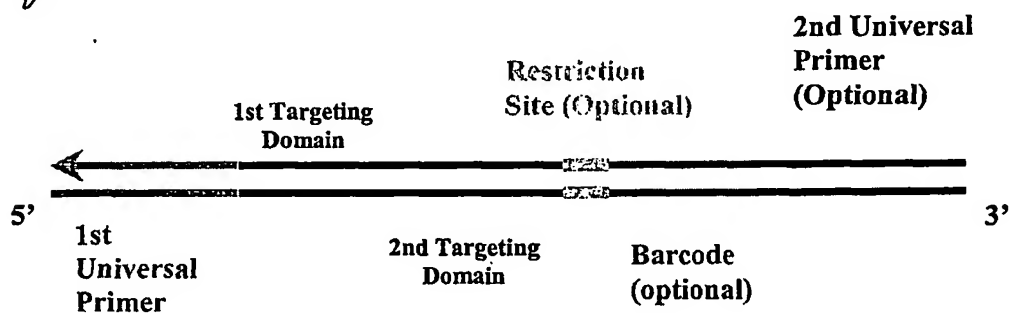 2nd Universal
Primer
(Optional)
Restriction
Site (Optional)
1st Targeting
Domain
5’
3’
1st
Universal
Primer
2nd Targeting
Domain
Barcode
(optional)